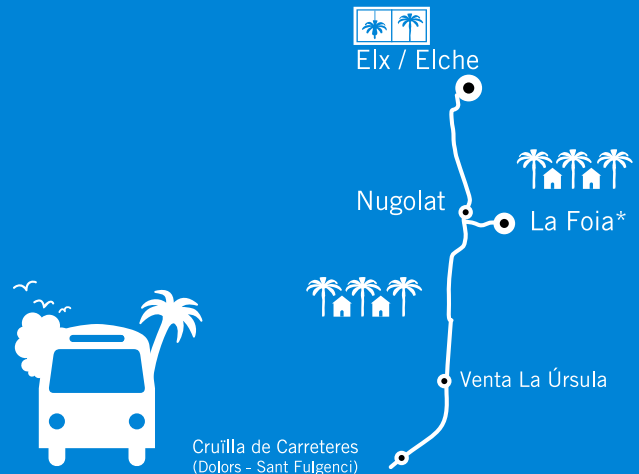 Elx / Elche
Nugolat
La Foia*
Venta La Úrsula
Cruïlla de Carreteres
(Dolors - Sant Fulgenci)